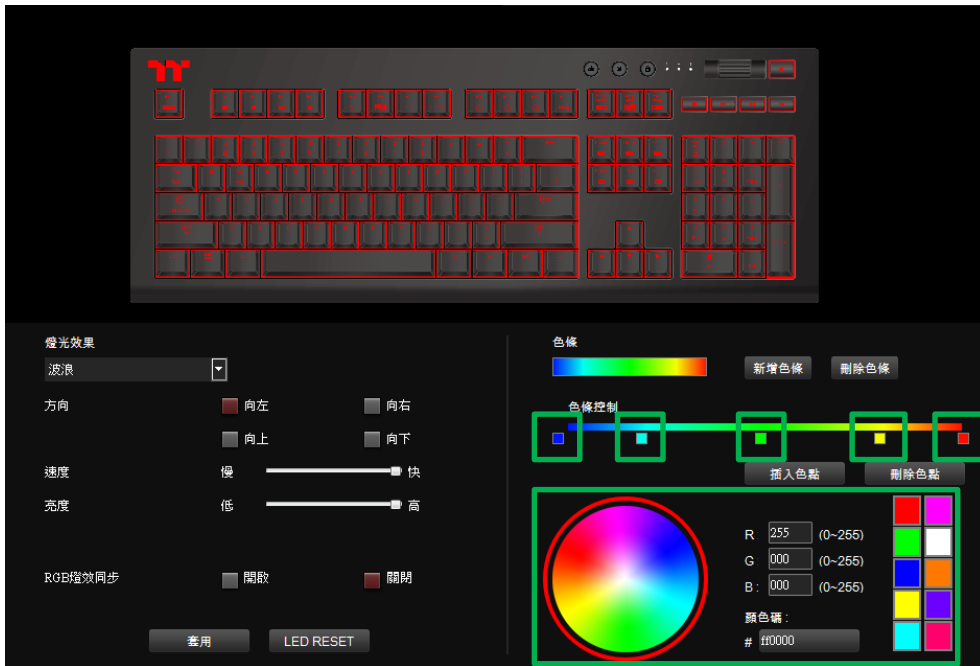 燈光效果
波浪
方向
向左
向右
向上
向下
速度
慢
快
亮度
低
高
RGB燈效同步
開啟
關閉
套用
LED RESET
色條
新增色條
刪除色條
色條控制
插入色點
刪除色點
R 255 (0~255)
G 000 (0~255)
B: 000 (0~255)
顏色碼:
# ff0000